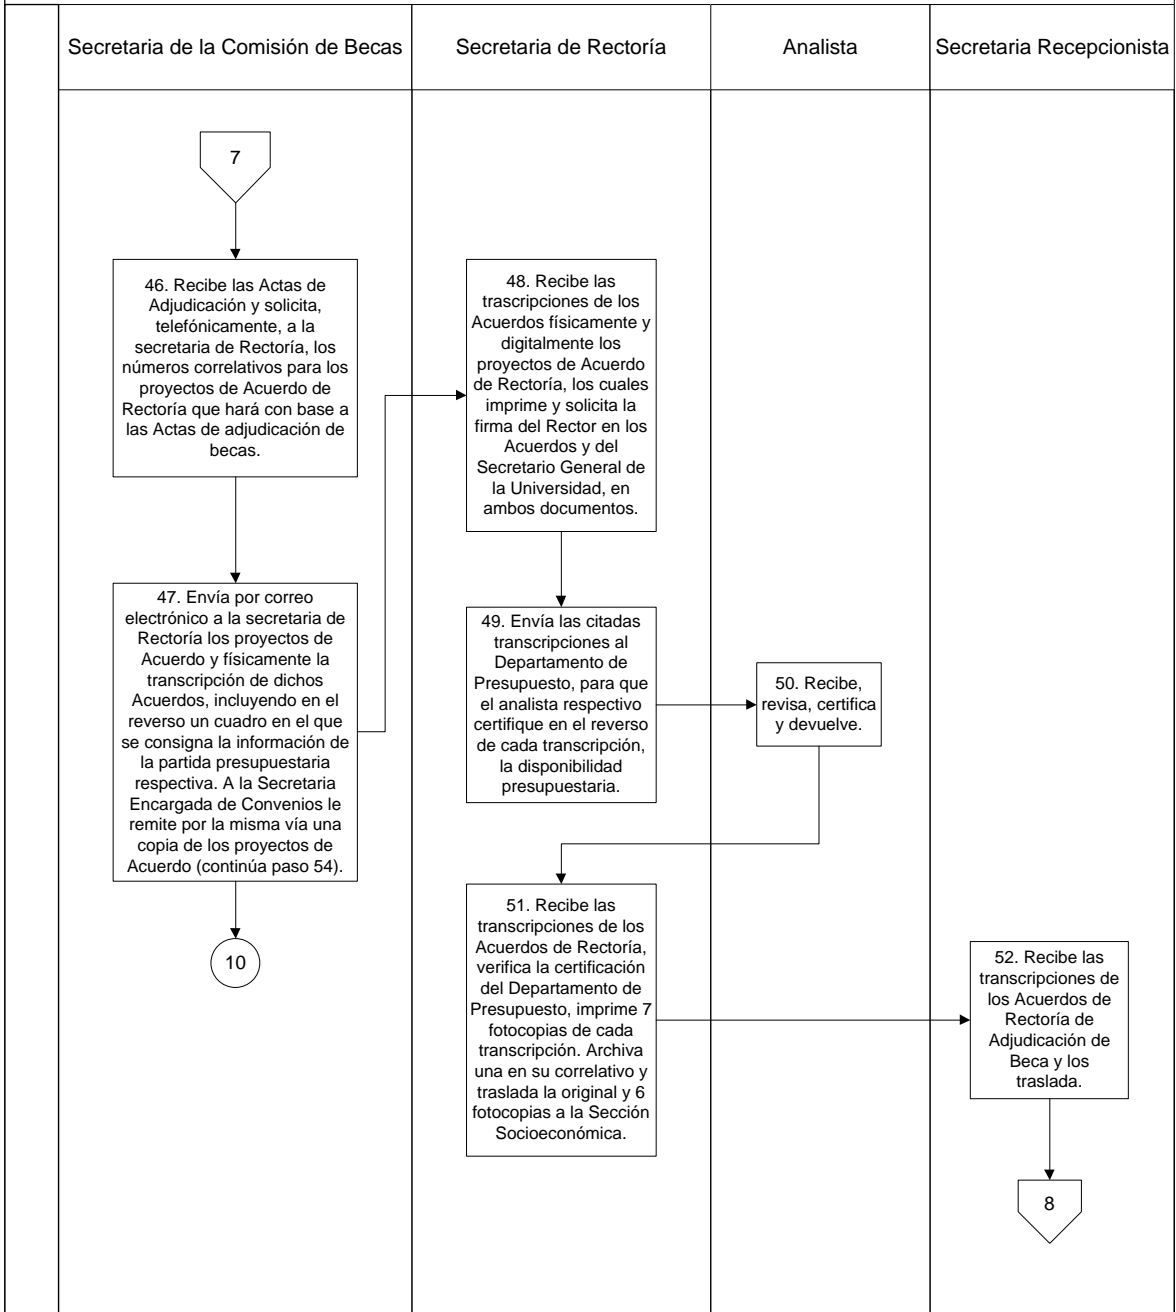 Secretaria de la Comisión de Becas
Secretaria de Rectoría
Analista
Secretaria Recepcionista
7
46. Recibe las Actas de
Adjudicación y solicita,
telefónicamente, a la
secretaria de Rectoría, los
números correlativos para los
proyectos de Acuerdo de
Rectoría que hará con base a
las Actas de adjudicación de
becas.
47. Envía por correo
electrónico a la secretaria de
Rectoría los proyectos de
Acuerdo y físicamente la
transcripción de dichos
Acuerdos, incluyendo en el
reverso un cuadro en el que
se consigna la información de
la partida presupuestaria
respectiva. A la Secretaria
Encargada de Convenios le
remite por la misma vía una
copia de los proyectos de
Acuerdo (continúa paso 54).
10
48. Recibe las
trascripciones de los
Acuerdos físicamente y
digitalmente los
proyectos de Acuerdo
de Rectoría, los cuales
imprime y solicita la
firma del Rector en los
Acuerdos y del
Secretario General de
la Universidad, en
ambos documentos.
49. Envía las citadas
transcripciones al
Departamento de
Presupuesto, para que
el analista respectivo
certifique en el reverso
de cada transcripción,
la disponibilidad
presupuestaria.
50. Recibe,
revisa, certifica
y devuelve.
51. Recibe las
transcripciones de los
Acuerdos de Rectoría,
verifica la certificación
del Departamento de
Presupuesto, imprime 7
fotocopias de cada
transcripción. Archiva
una en su correlativo y
traslada la original y 6
fotocopias a la Sección
Socioeconómica.
52. Recibe las
transcripciones de
los Acuerdos de
Rectoría de
Adjudicación de
Beca y los
traslada.
8